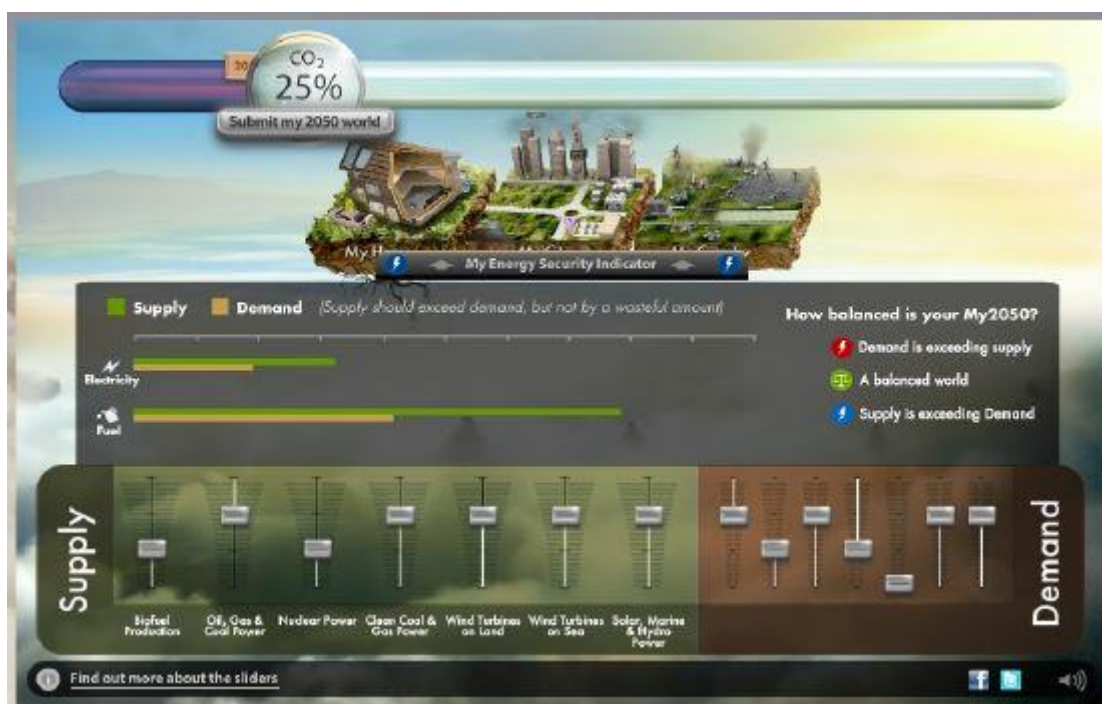 CO2
25%
Submit my 2050 world
My Energy Security Indicator
Supply
Demand
(Supply should exceed demand, but not by a wasteful amount)
How balanced is your My2050?
Demand is exceeding supply
A balanced world
Supply is exceeding Demand
Electricity
Fuel
Supply
Demand
Biofuel
Production
Oil, Gas &
Coal Power
Nuclear Power
Clean Coal &
Gas Power
Wind Turbines
on Land
Wind Turbines
on Sea
Solar, Marine
& Hydro
Power
Find out more about the sliders